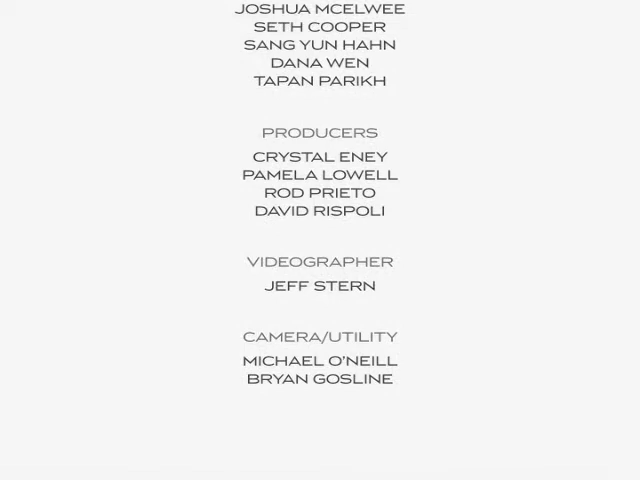 JOSHUA MCELWEE
SETH COOPER
SANG YUN HAHN
DANA WEN
TAPAN PARIKH
PRODUCERS
CRYSTAL ENEY
PAMELA LOWELL
ROD PRIETO
DAVID RISPOLI
VIDEOGRAPHER
JEFF STERN
CAMERA/UTILITY
MICHAEL O’NEILL
BRYAN GOSLINE